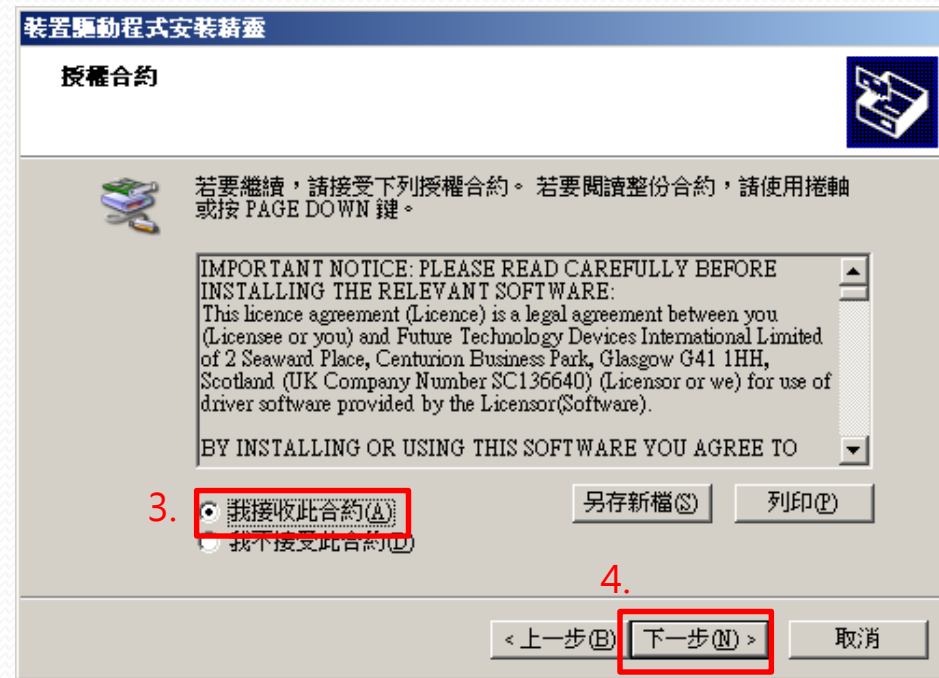 裝置驅動程式安裝精靈
授權合約
若要繼續，請接受下列授權合約。 若要閱讀整份合約，請使用捲軸
或按 PAGE DOWN 鍵。
IMPORTANT NOTICE: PLEASE READ CAREFULLY BEFORE
INSTALLING THE RELEVANT SOFTWARE:
This licence agreement (Licence) is a legal agreement between you
(Licensee or you) and Future Technology Devices International Limited
of 2 Seaward Place, Centurion Business Park, Glasgow G41 1HH,
Scotland (UK Company Number SC136640) (Licensor or we) for use of
driver software provided by the Licensor(Software).
BY INSTALLING OR USING THIS SOFTWARE YOU AGREE TO
3. 我接收此合約(A) 另存新檔(S) 列印(P)
我不接受此合約(D)
4.
< 上一步(B) 下一步(N) > 取消